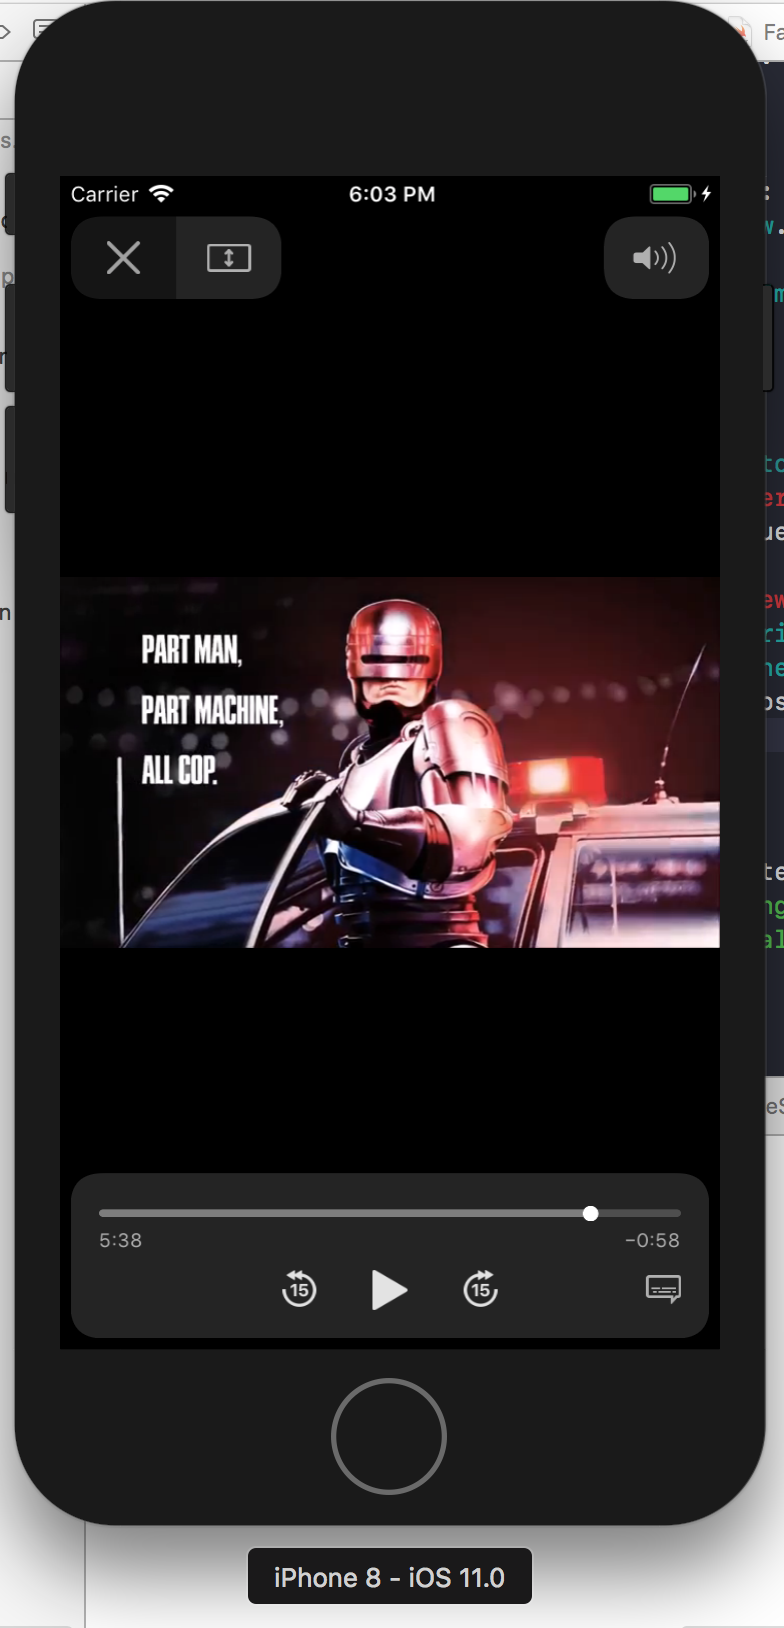 Carrier
6:03 PM
PART MAN,
PART MACHINE,
ALL COP.
5:38
−0:58
15
15
iPhone 8 - iOS 11.0